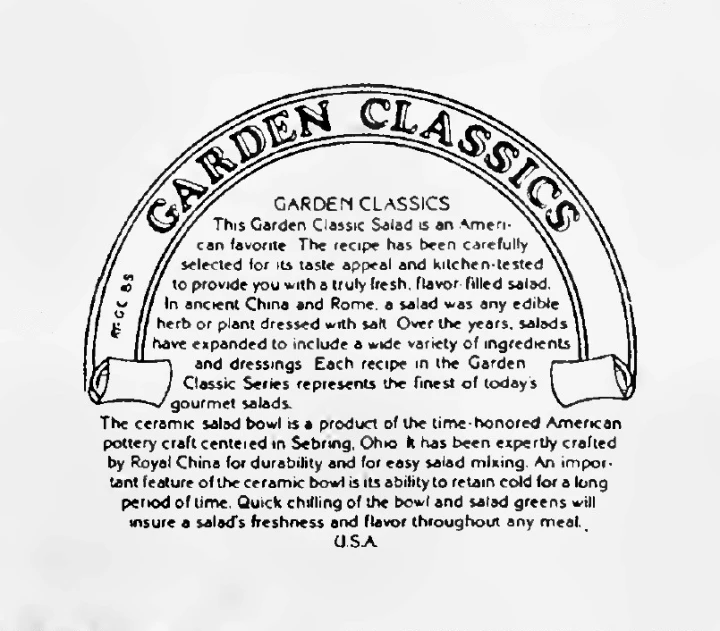 GARDEN CLASSICS
GARDEN CLASSICS
This Garden Classic Salad is an Ameri-
can favorite. The recipe has been carefully
selected for its taste appeal and kitchen-tested
to provide you with a truly fresh, flavor-filled salad.
In ancient China and Rome, a salad was any edible
herb or plant dressed with salt. Over the years, salads
have expanded to include a wide variety of ingredients
and dressings. Each recipe in the Garden
Classic Series represents the finest of today's
gourmet salads.
The ceramic salad bowl is a product of the time-honored American
pottery craft centered in Sebring, Ohio. It has been expertly crafted
by Royal China for durability and for easy salad mixing. An impor-
tant feature of the ceramic bowl is its ability to retain cold for a long
period of time. Quick chilling of the bowl and salad greens will
insure a salad's freshness and flavor throughout any meal.
U.S.A.